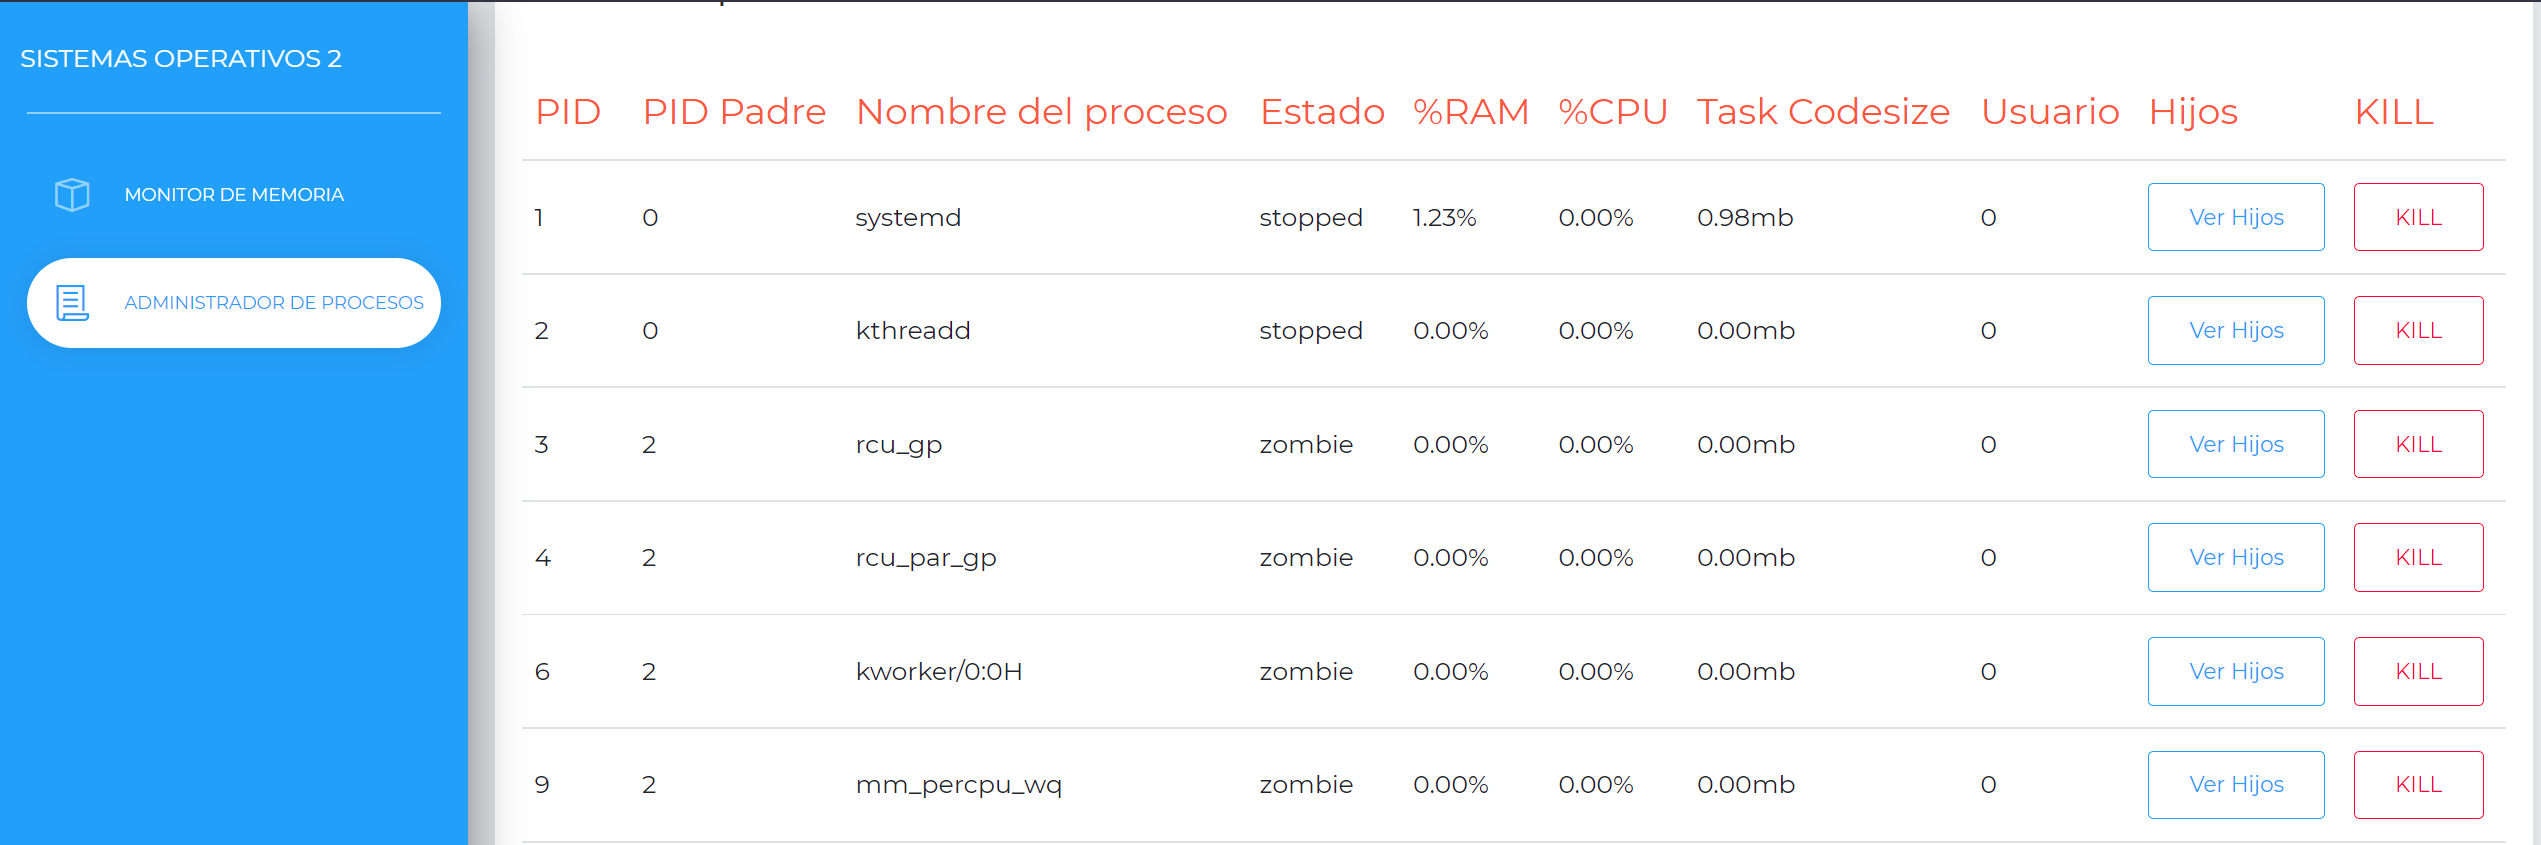 SISTEMAS OPERATIVOS 2
MONITOR DE MEMORIA
ADMINISTRADOR DE PROCESOS
PID PID Padre Nombre del proceso Estado %RAM %CPU Task Codesize Usuario Hijos KILL
1 0 systemd stopped 1.23% 0.00% 0.98mb 0 Ver Hijos KILL
2 0 kthreadd stopped 0.00% 0.00% 0.00mb 0 Ver Hijos KILL
3 2 rcu_gp zombie 0.00% 0.00% 0.00mb 0 Ver Hijos KILL
4 2 rcu_par_gp zombie 0.00% 0.00% 0.00mb 0 Ver Hijos KILL
6 2 kworker/0:0H zombie 0.00% 0.00% 0.00mb 0 Ver Hijos KILL
9 2 mm_percpu_wq zombie 0.00% 0.00% 0.00mb 0 Ver Hijos KILL